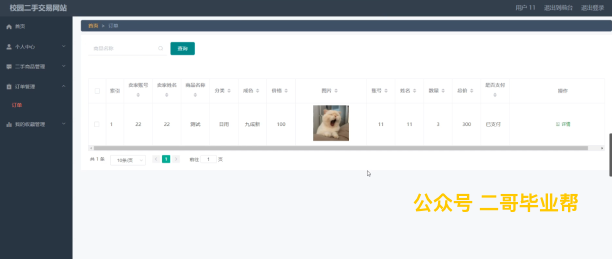 校园二手交易网站
用户 11 退出到前台 退出登录
首页
首页 » 订单
个人中心
商品名称
查询
二手商品管理
订单管理
订单
我的收藏管理
索引 卖家账号 卖家姓名 商品名称 分类 成色 价格 图片 账号 姓名 数量 总价 是否支付 操作
1 22 22 测试 日用 九成新 100 11 11 3 300 已支付 详情
共 1 条 10条/页 1 前往 1 页
公众号 二哥毕业帮